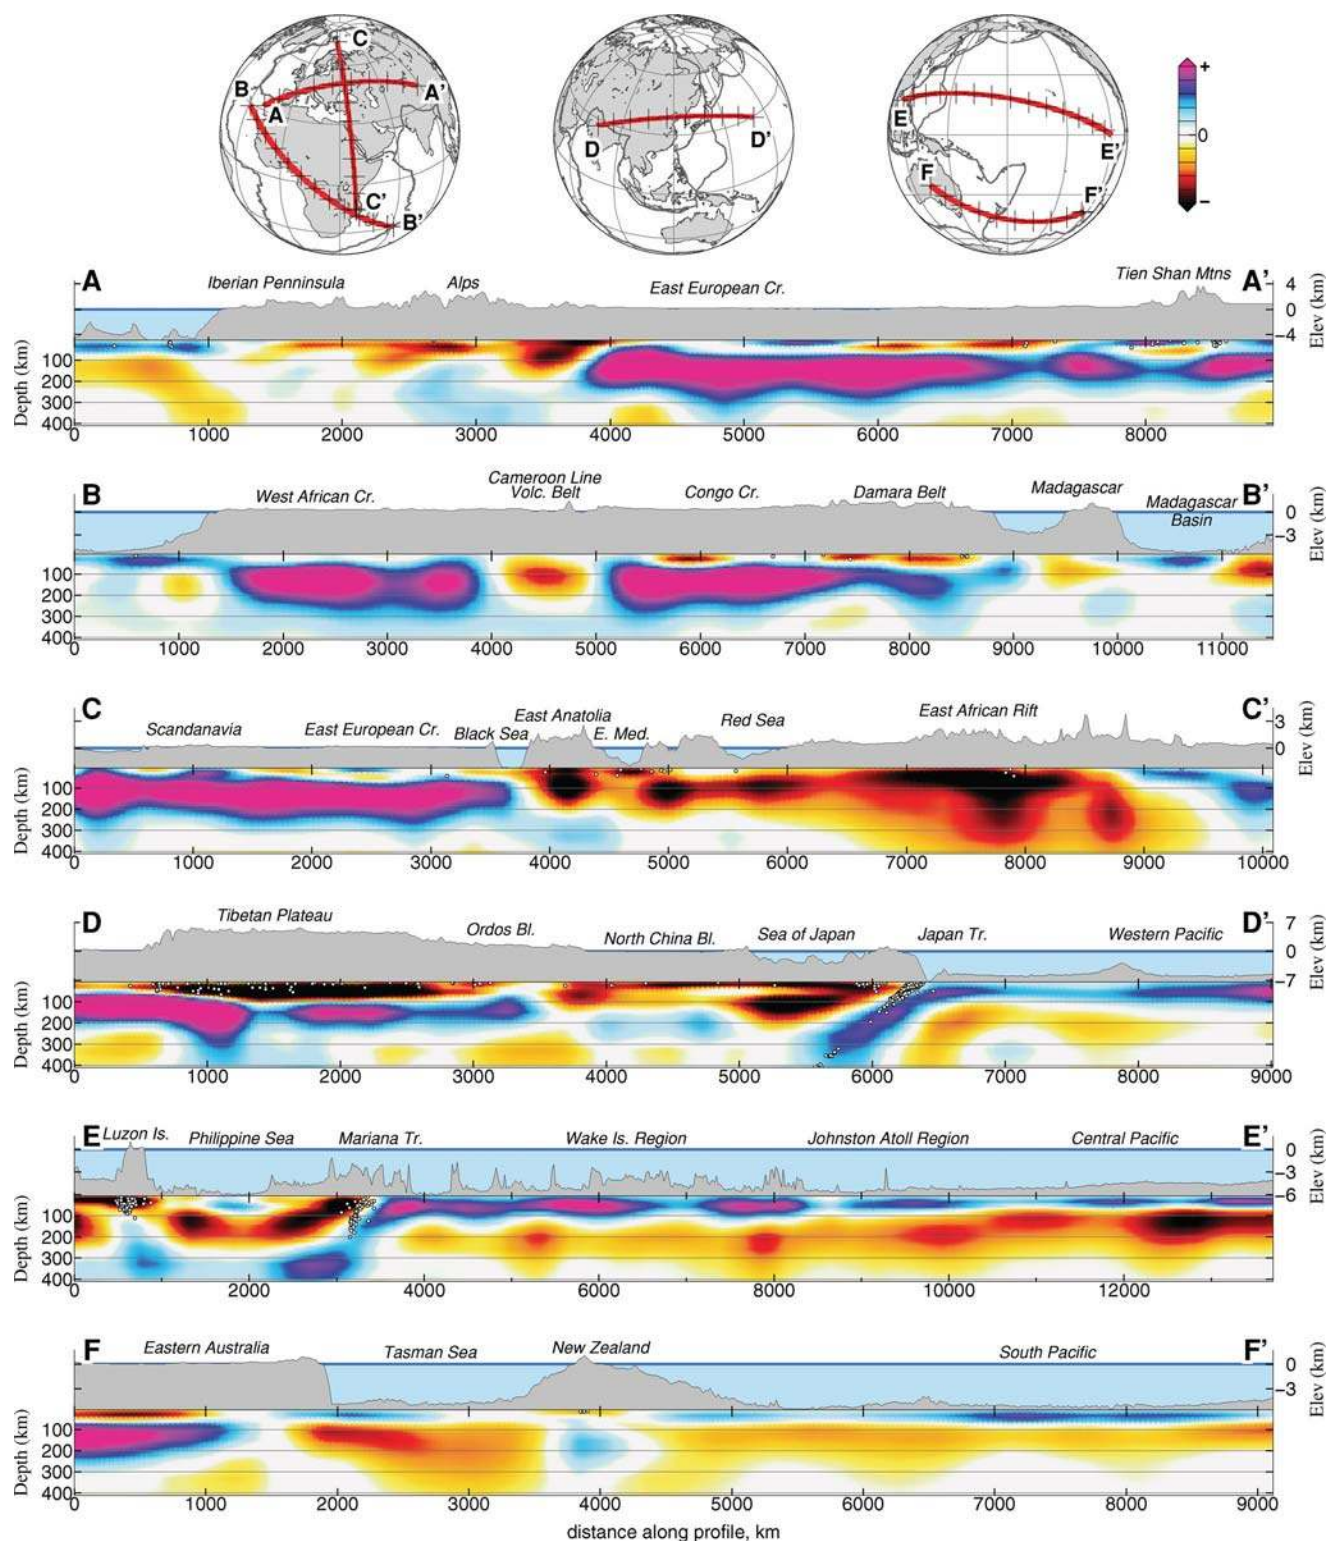 C
B
A
A'
C'
B'
D
D'
E
E'
F
F'
+
0
–
A
Iberian Penninsula
Alps
East European Cr.
Tien Shan Mtns
A'
4
0
−4
Elev (km)
Depth (km)
100
200
300
400
0 1000 2000 3000 4000 5000 6000 7000 8000
B
West African Cr.
Cameroon Line
Volc. Belt
Congo Cr.
Damara Belt
Madagascar
Madagascar
Basin
B'
0
−3
Elev (km)
Depth (km)
100
200
300
400
0 1000 2000 3000 4000 5000 6000 7000 8000 9000 10000 11000
C
Scandanavia
East European Cr.
Black Sea
East Anatolia
E. Med.
Red Sea
East African Rift
C'
3
0
Elev (km)
Depth (km)
100
200
300
400
0 1000 2000 3000 4000 5000 6000 7000 8000 9000 10000
D
Tibetan Plateau
Ordos Bl.
North China Bl.
Sea of Japan
Japan Tr.
Western Pacific
D'
7
0
−7
Elev (km)
Depth (km)
100
200
300
400
0 1000 2000 3000 4000 5000 6000 7000 8000 9000
E
Luzon Is.
Philippine Sea
Mariana Tr.
Wake Is. Region
Johnston Atoll Region
Central Pacific
E'
0
−3
−6
Elev (km)
Depth (km)
100
200
300
400
0 2000 4000 6000 8000 10000 12000
F
Eastern Australia
Tasman Sea
New Zealand
South Pacific
F'
0
−3
Elev (km)
Depth (km)
100
200
300
400
0 1000 2000 3000 4000 5000 6000 7000 8000 9000
distance along profile, km